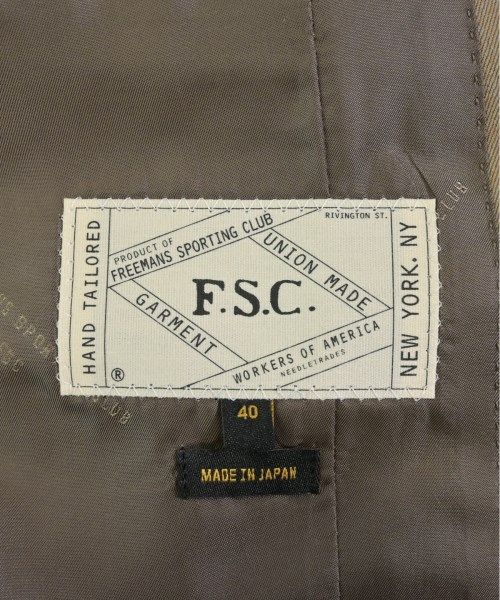 RIVINGTON ST.
HAND TAILORED
PRODUCT OF
FREEMANS SPORTING CLUB
UNION MADE
F.S.C.
GARMENT
WORKERS OF AMERICA
NEEDLETRADES
NEW YORK. NY
®
40
MADE IN JAPAN